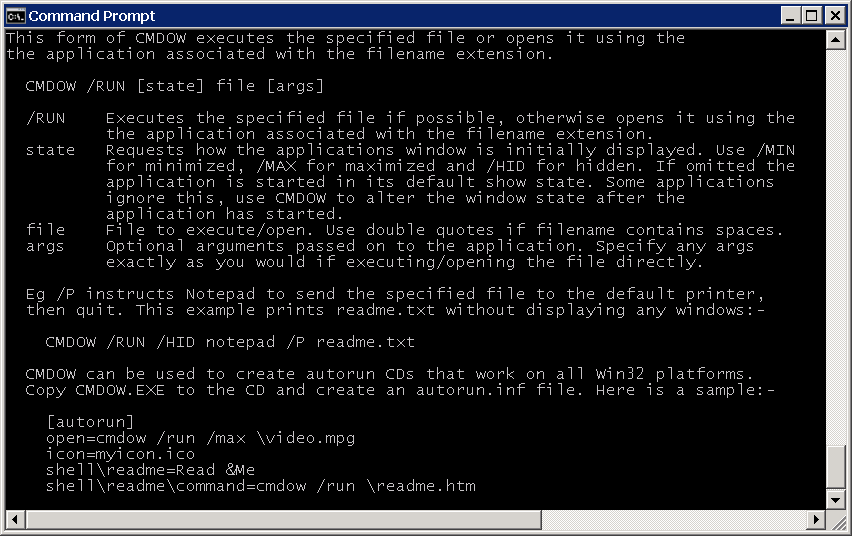 Command Prompt
This form of CMDOW executes the specified file or opens it using the
the application associated with the filename extension.
CMDOW /RUN [state] file [args]
/RUN Executes the specified file if possible, otherwise opens it using the
the application associated with the filename extension.
state Requests how the applications window is initially displayed. Use /MIN
for minimized, /MAX for maximized and /HID for hidden. If omitted the
application is started in its default show state. Some applications
ignore this, use CMDOW to alter the window state after the
application has started.
file File to execute/open. Use double quotes if filename contains spaces.
args Optional arguments passed on to the application. Specify any args
exactly as you would if executing/opening the file directly.
Eg /P instructs Notepad to send the specified file to the default printer,
then quit. This example prints readme.txt without displaying any windows:-
CMDOW /RUN /HID notepad /P readme.txt
CMDOW can be used to create autorun CDs that work on all Win32 platforms.
Copy CMDOW.EXE to the CD and create an autorun.inf file. Here is a sample:-
[autorun]
open=cmdow /run /max \video.mpg
icon=myicon.ico
shell\readme=Read &Me
shell\readme\command=cmdow /run \readme.htm